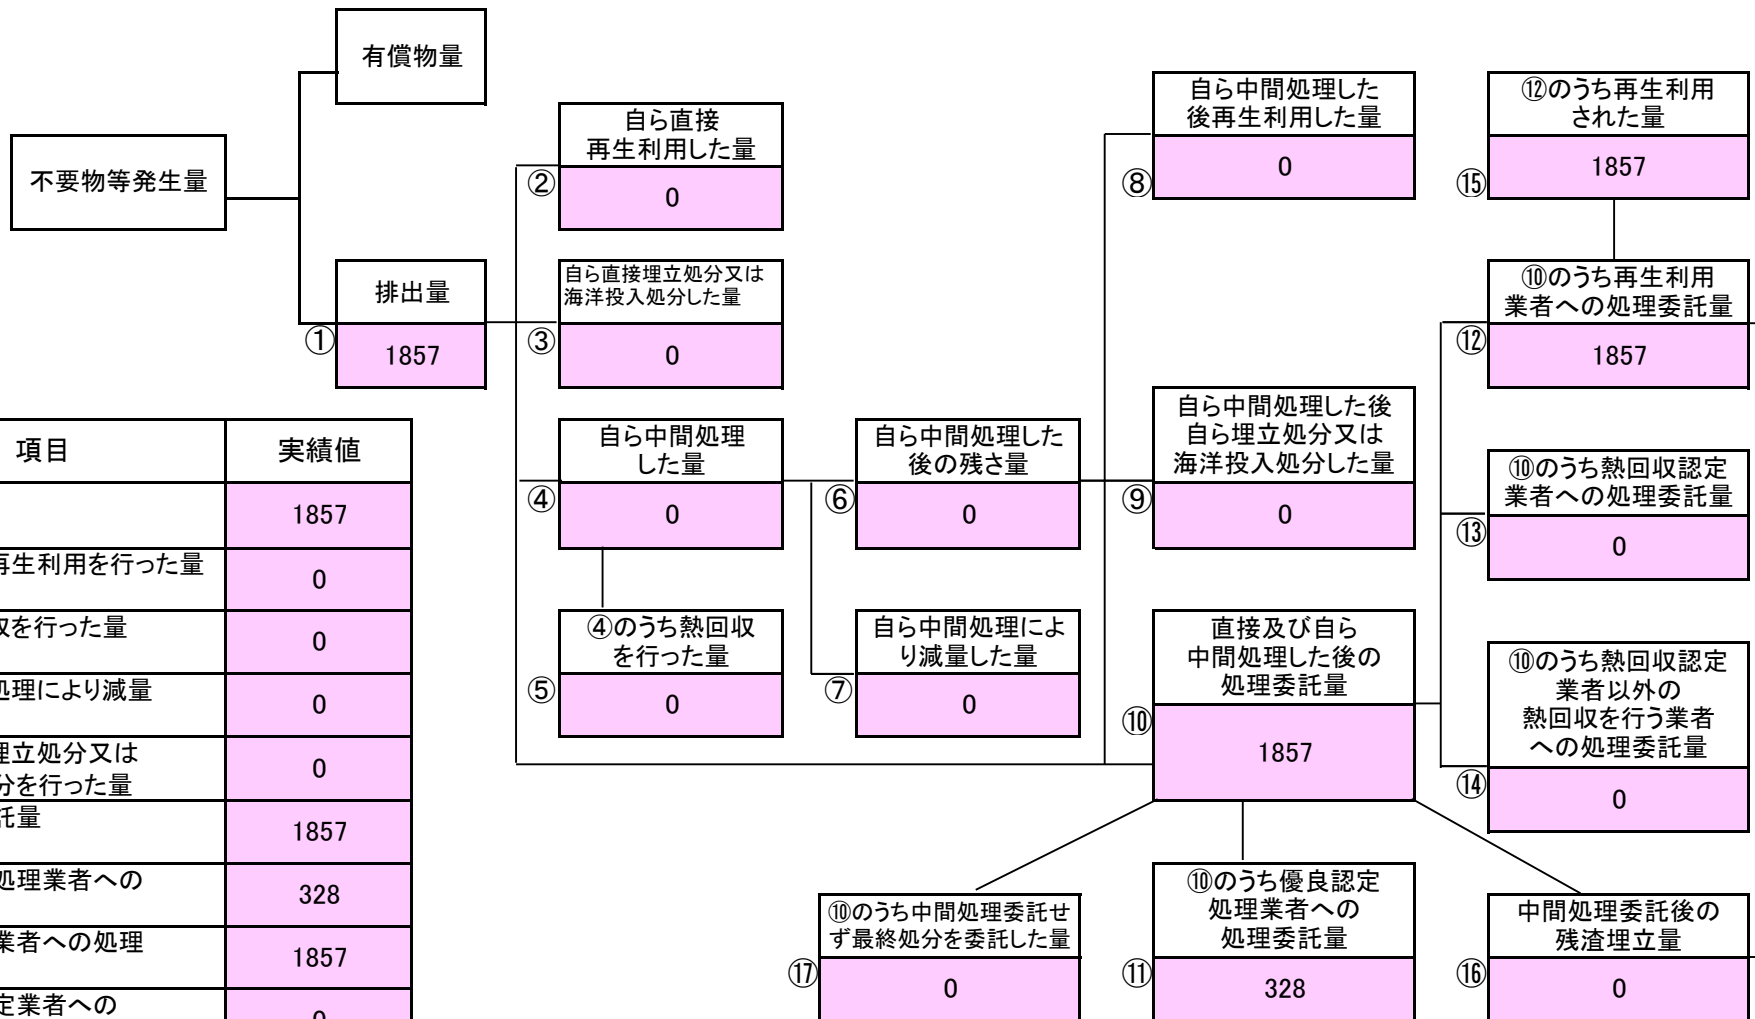 有償物量
不要物等発生量
排出量
①
1857
自ら直接
再生利用した量
②
0
自ら直接埋立処分又は
海洋投入処分した量
③
0
自ら中間処理
した量
④
0
④のうち熱回収
を行った量
⑤
0
自ら中間処理した
後の残さ量
⑥
0
自ら中間処理によ
り減量した量
⑦
0
自ら中間処理した
後再生利用した量
⑧
0
自ら中間処理した後
自ら埋立処分又は
海洋投入処分した量
⑨
0
直接及び自ら
中間処理した後の
処理委託量
⑩
1857
⑩のうち優良認定
処理業者への
処理委託量
⑪
328
⑫のうち再生利用
された量
⑮
1857
⑩のうち再生利用
業者への処理委託量
⑫
1857
⑩のうち熱回収認定
業者への処理委託量
⑬
0
⑩のうち熱回収認定
業者以外の
熱回収を行う業者
への処理委託量
⑭
0
中間処理委託後の
残渣埋立量
⑯
0
⑩のうち中間処理委託せ
ず最終処分を委託した量
⑰
0
項目 実績値
1857
再生利用を行った量 0
収を行った量 0
処理により減量 0
埋立処分又は
分を行った量 0
託量 1857
処理業者への 328
業者への処理 1857
定業者への 0